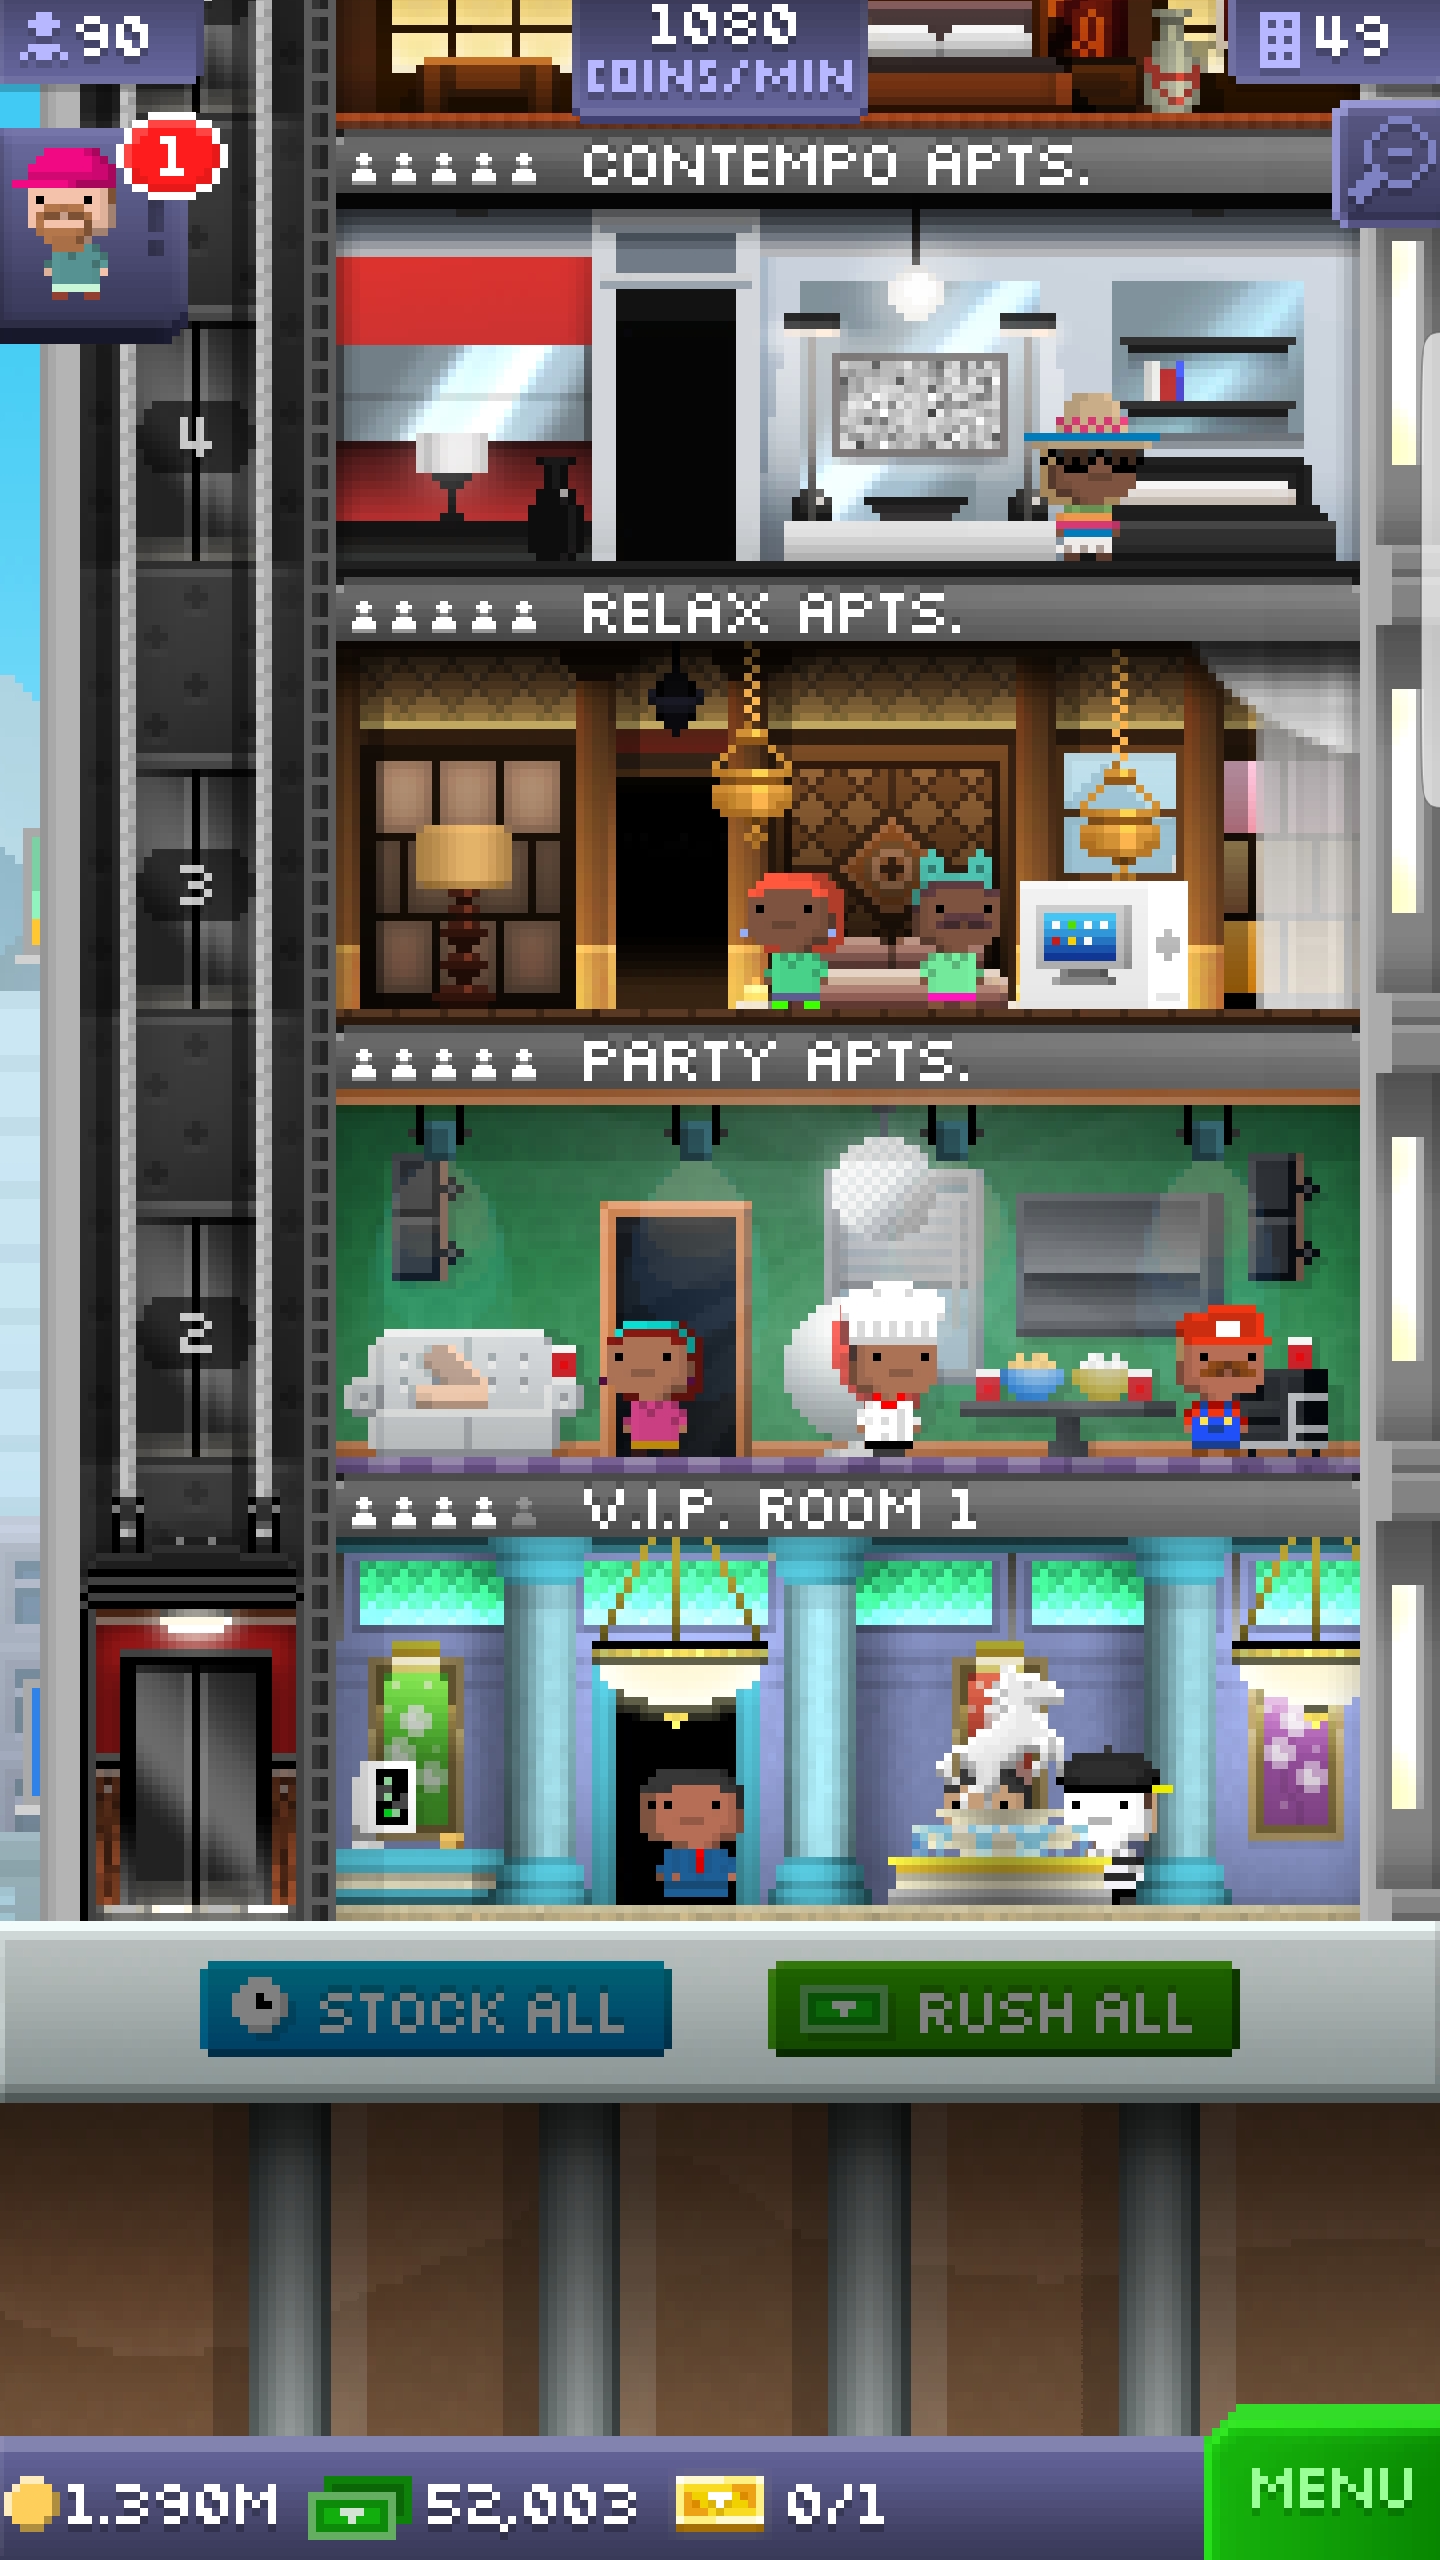 90
1080
COINS/MIN
49
1
!
CONTEMPO APTS.
4
RELAX APTS.
3
PARTY APTS.
2
V.I.P. ROOM 1
STOCK ALL
RUSH ALL
1.390M
52,003
0/1
MENU